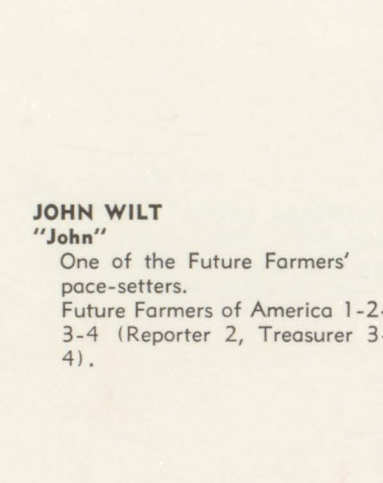 JOHN WILT
"John"
One of the Future Farmers'
pace-setters.
Future Farmers of America 1-2-
3-4 (Reporter 2, Treasurer 3-
4).